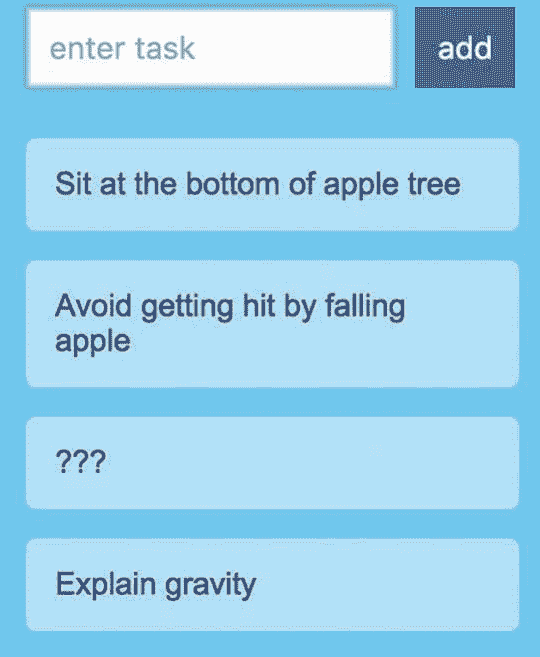 enter task
add
Sit at the bottom of apple tree
Avoid getting hit by falling
apple
???
Explain gravity